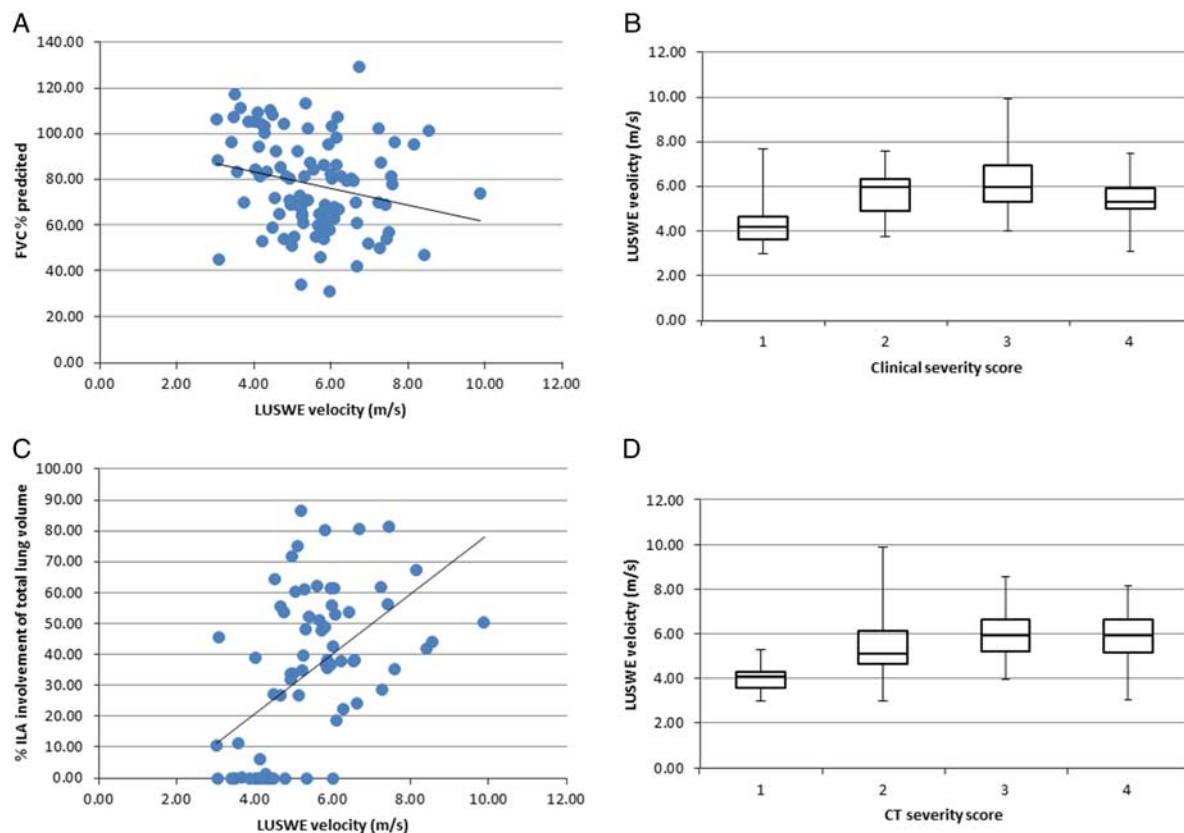 A
140.00
120.00
100.00
80.00
60.00
40.00
20.00
0.00
FVC % predcited
0.00 2.00 4.00 6.00 8.00 10.00 12.00
LUSWE velocity (m/s)
B
12.00
10.00
8.00
6.00
4.00
2.00
0.00
LUSWE veolicty (m/s)
1 2 3 4
Clinical severity score
C
100.00
90.00
80.00
70.00
60.00
50.00
40.00
30.00
20.00
10.00
0.00
% ILA involvement of total lung volume
0.00 2.00 4.00 6.00 8.00 10.00 12.00
LUSWE velocity (m/s)
D
12.00
10.00
8.00
6.00
4.00
2.00
0.00
LUSWE veloicty (m/s)
1 2 3 4
CT severity score